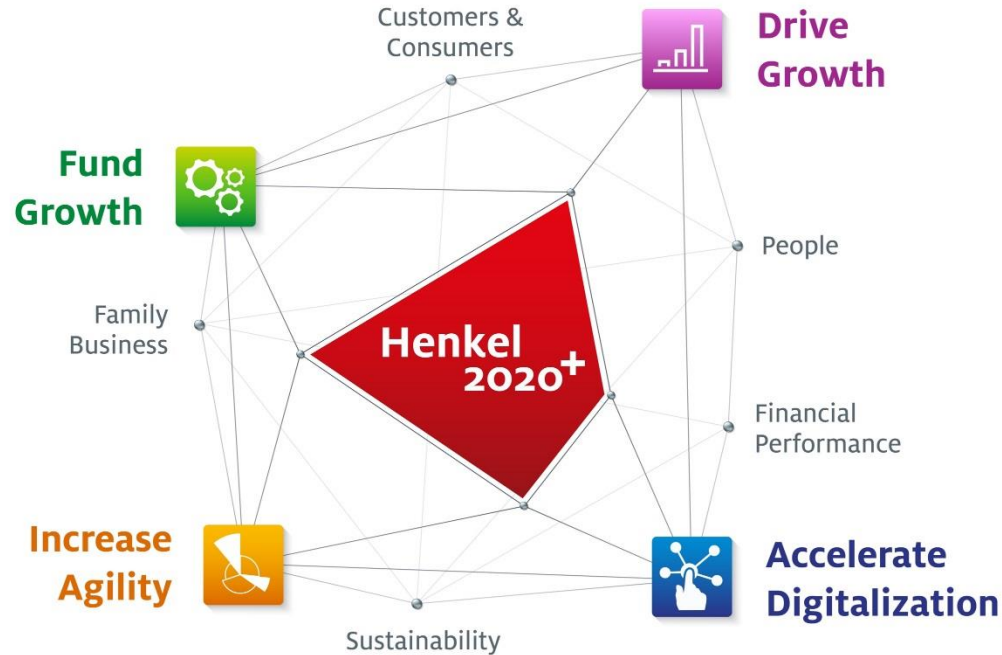 Customers &
Consumers
Drive
Growth
Fund
Growth
People
Family
Business
Henkel
2020+
Financial
Performance
Increase
Agility
Accelerate
Digitalization
Sustainability